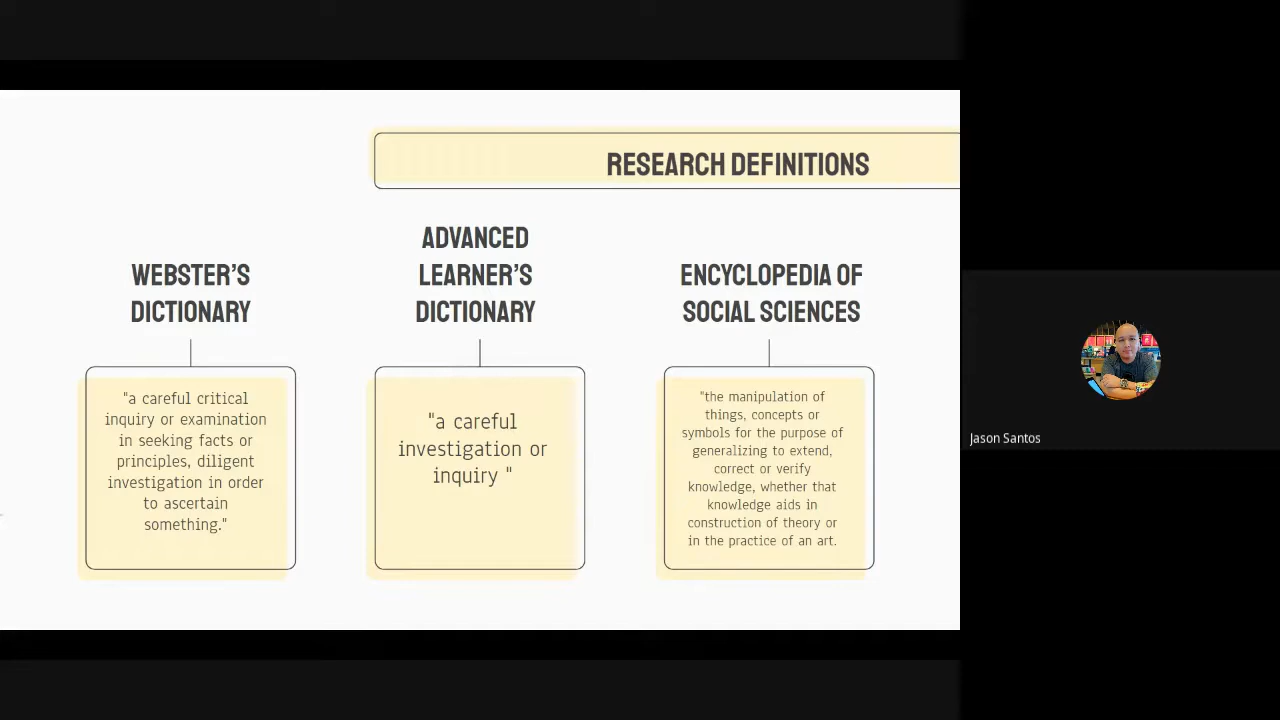 RESEARCH DEFINITIONS
WEBSTER'S
DICTIONARY
"a careful critical
inquiry or examination
in seeking facts or
principles, diligent
investigation in order
to ascertain
something."
ADVANCED
LEARNER'S
DICTIONARY
"a careful
investigation or
inquiry "
ENCYCLOPEDIA OF
SOCIAL SCIENCES
"the manipulation of
things, concepts or
symbols for the purpose of
generalizing to extend,
correct or verify
knowledge, whether that
knowledge aids in
construction of theory or
in the practice of an art.
Jason Santos